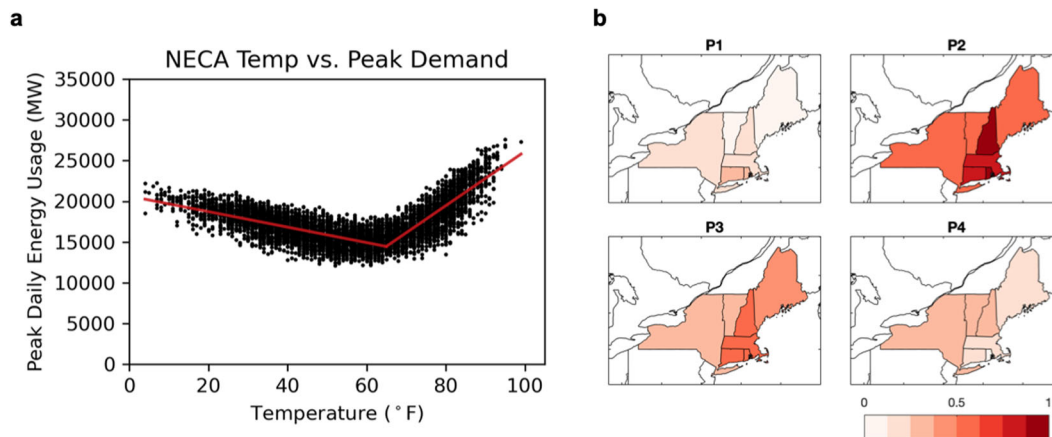 a
NECA Temp vs. Peak Demand
Peak Daily Energy Usage (MW)
35000
30000
25000
20000
15000
10000
5000
0
0 20 40 60 80 100
Temperature (°F)
b
P1 P2
P3 P4
0 0.5 1